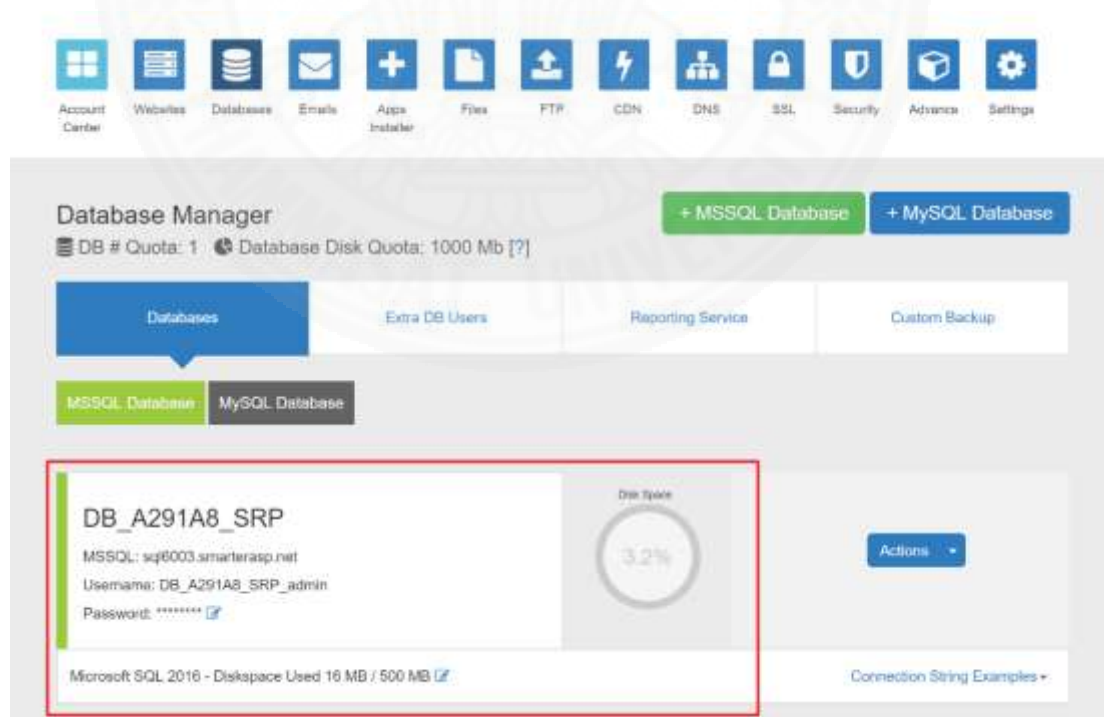 Account Center
Websites
Databases
Emails
Apps Installer
Files
FTP
CDN
DNS
SSL
Security
Advance
Settings
Database Manager
+ MSSQL Database
+ MySQL Database
DB # Quota: 1 Database Disk Quota: 1000 Mb [?]
Databases
Extra DB Users
Reporting Service
Custom Backup
MSSQL Database
MySQL Database
DB_A291A8_SRP
MSSQL: sql6003.smarterasp.net
Username: DB_A291A8_SRP_admin
Password: ********
Disk Space
3.2%
Actions
Microsoft SQL 2016 - Diskspace Used 16 MB / 500 MB
Connection String Examples